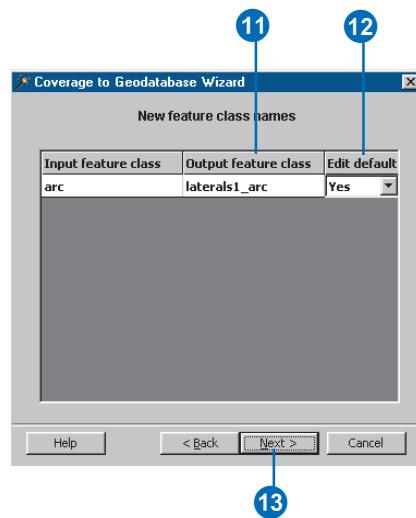 11 12
Coverage to Geodatabase Wizard
New feature class names
Input feature class Output feature class Edit default
arc laterals1_arc Yes
Help < Back Next > Cancel
13